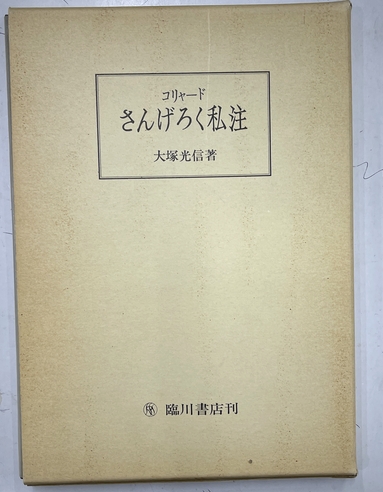 コリャード
さんげろく私注
大塚光信著
臨川書店刊